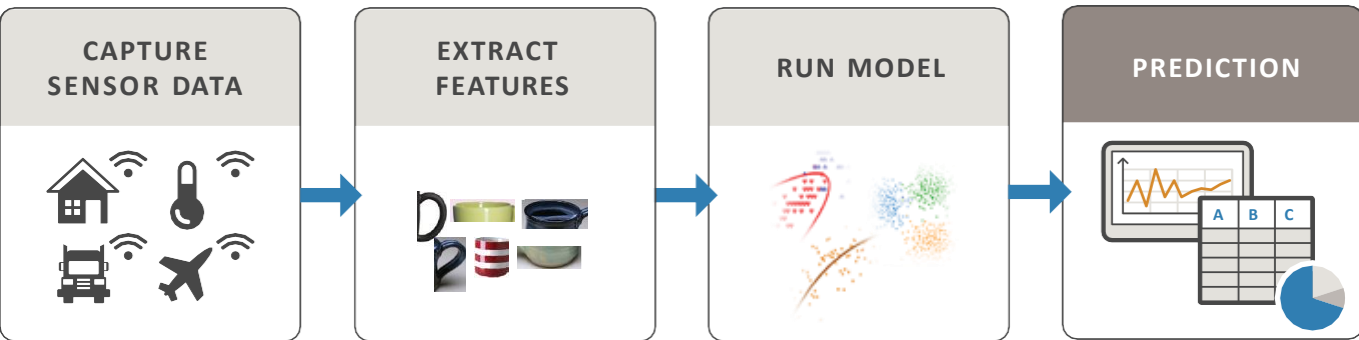 CAPTURE
SENSOR DATA
EXTRACT
FEATURES
RUN MODEL
PREDICTION
A B C